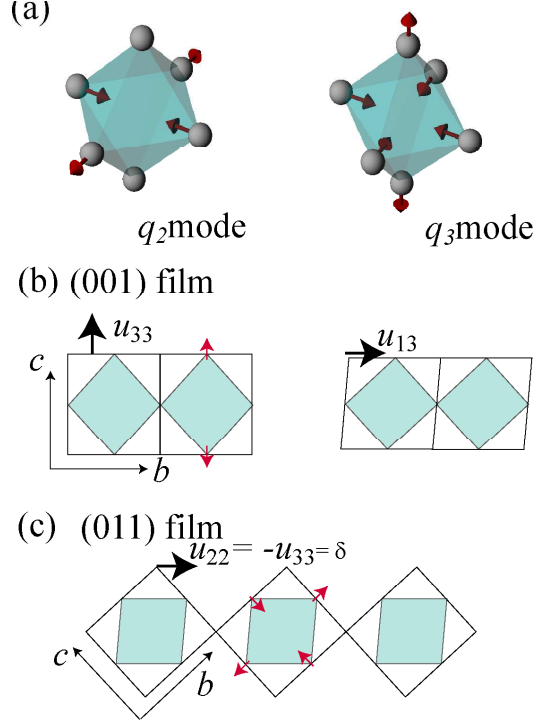 (a)
q2mode
q3mode
(b) (001) film
u33
u13
c
b
(c) (011) film
u22= -u33= δ
c
b